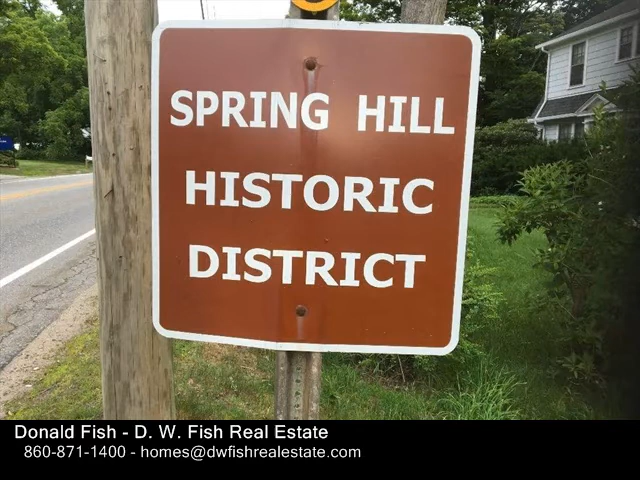 SPRING HILL
HISTORIC
DISTRICT
Donald Fish - D. W. Fish Real Estate
860-871-1400 - homes@dwfishrealestate.com